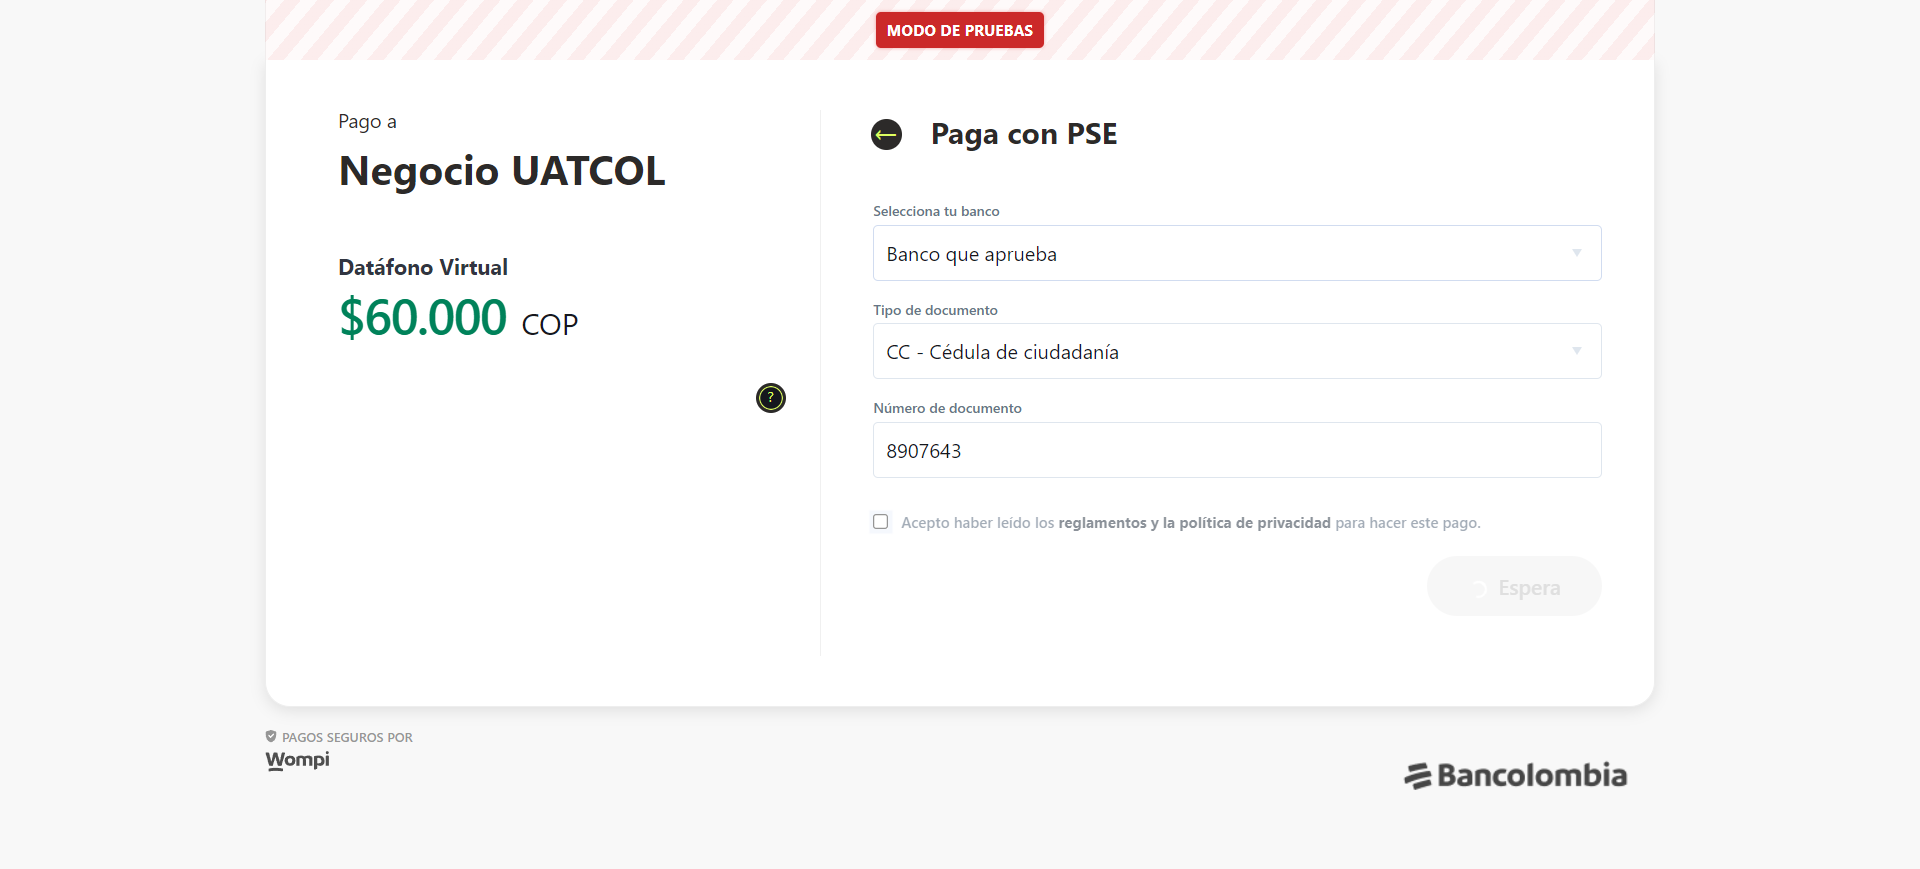 MODO DE PRUEBAS
Pago a
Negocio UATCOL
Datáfono Virtual
$60.000 COP
?
Paga con PSE
Selecciona tu banco
Banco que aprueba
Tipo de documento
CC - Cédula de ciudadanía
Número de documento
8907643
Acepto haber leído los reglamentos y la política de privacidad para hacer este pago.
Espera
PAGOS SEGUROS POR
Wompi
Bancolombia